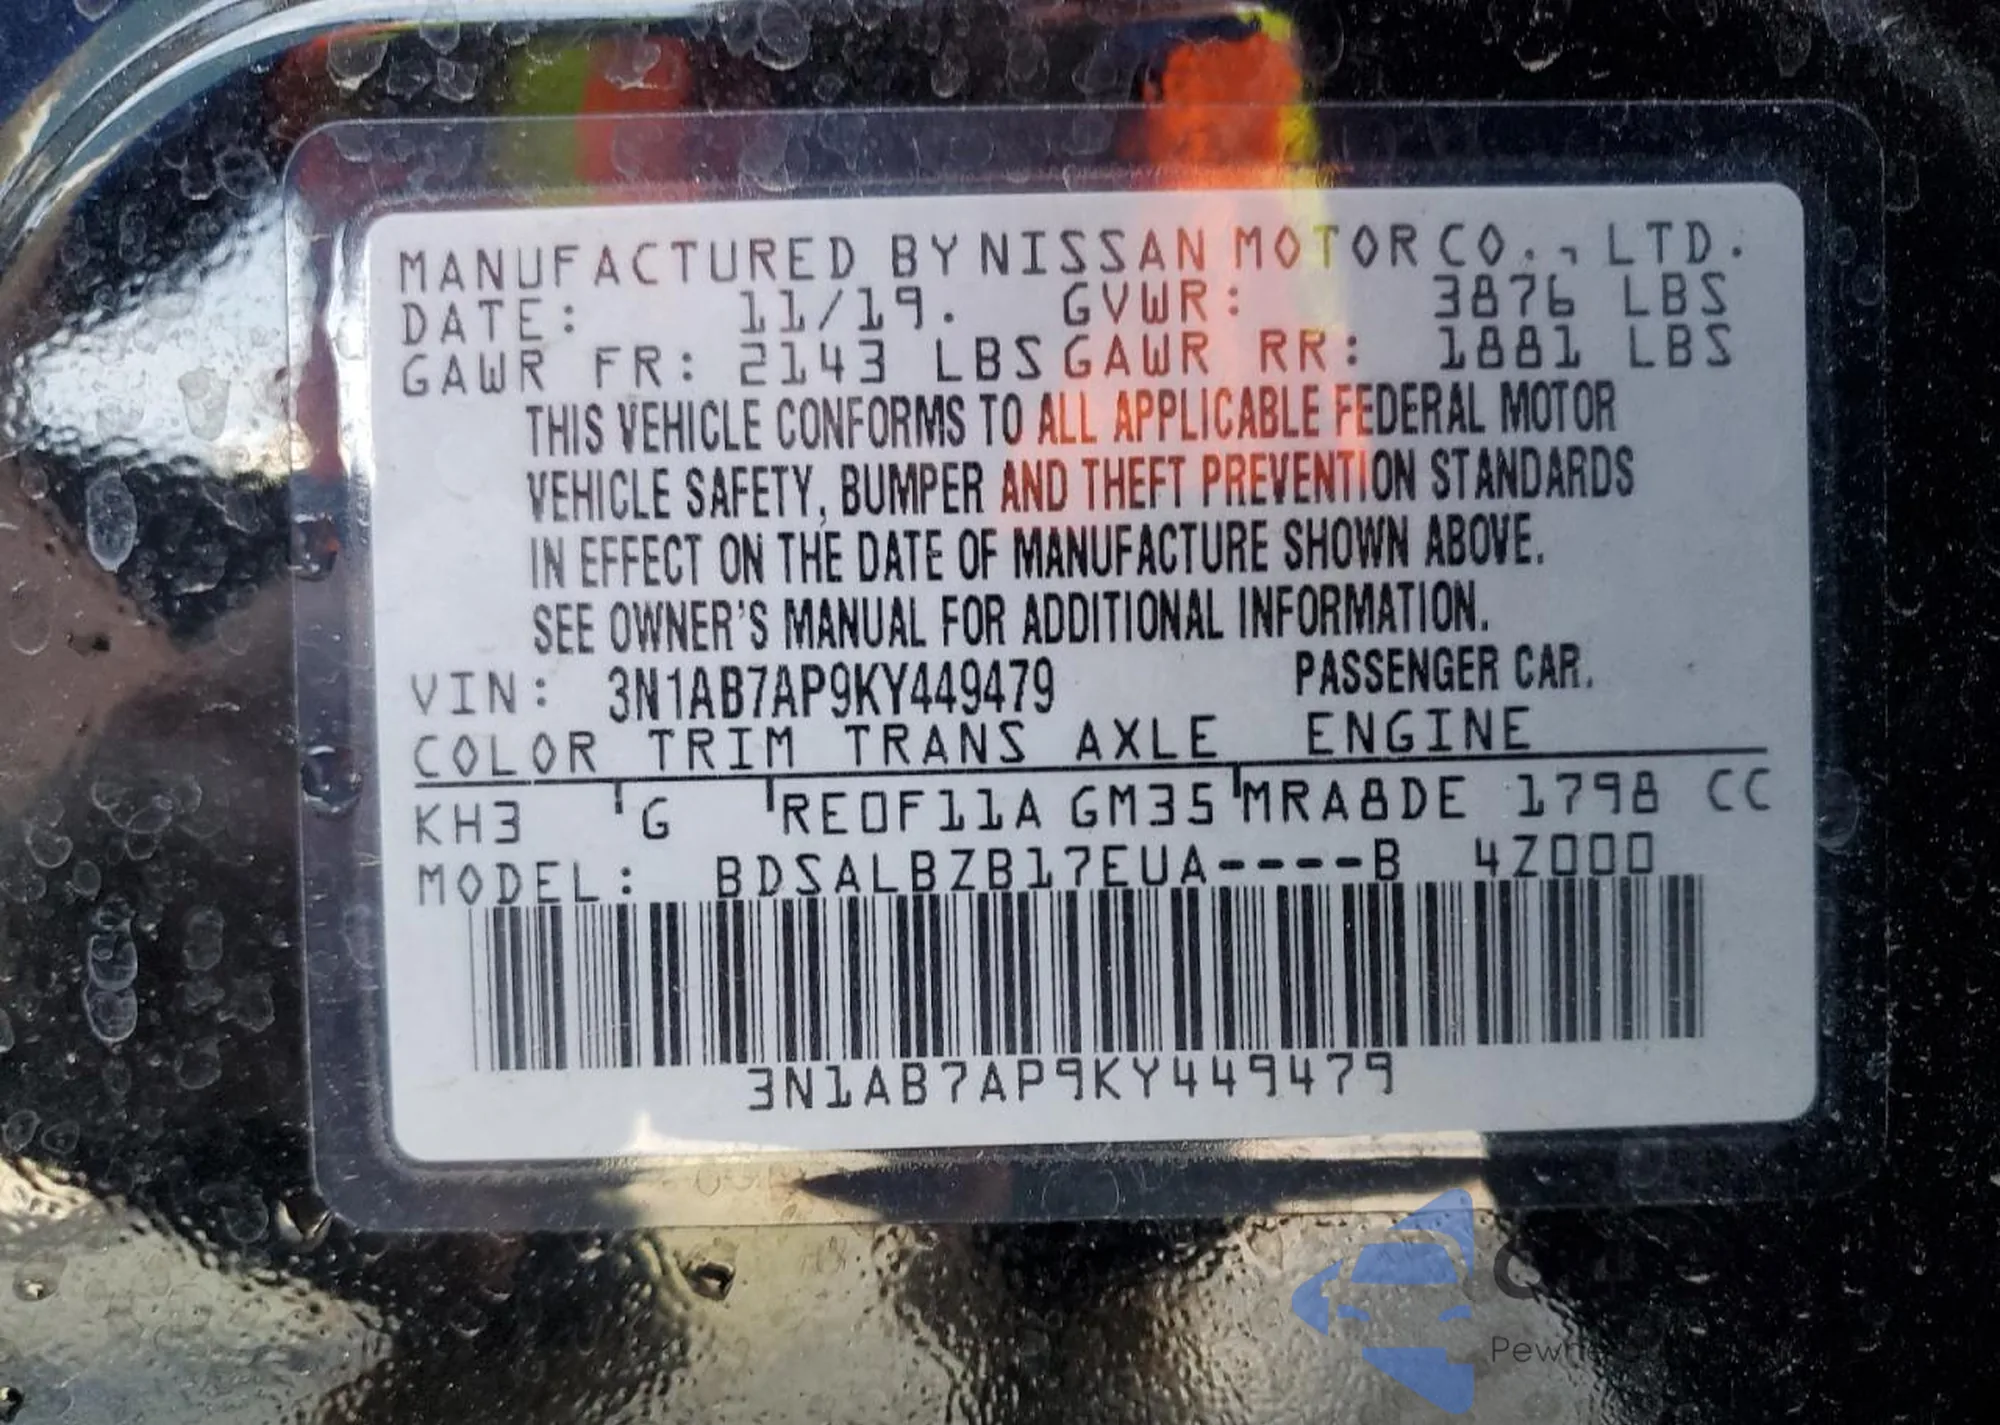 MANUFACTURED BY NISSAN MOTOR CO., LTD.
DATE: 11/19. GVWR: 3876 LBS
GAWR FR: 2143 LBS GAWR RR: 1881 LBS
THIS VEHICLE CONFORMS TO ALL APPLICABLE FEDERAL MOTOR
VEHICLE SAFETY, BUMPER AND THEFT PREVENTION STANDARDS
IN EFFECT ON THE DATE OF MANUFACTURE SHOWN ABOVE.
SEE OWNER'S MANUAL FOR ADDITIONAL INFORMATION.
VIN: 3N1AB7AP9KY449479 PASSENGER CAR.
COLOR TRIM TRANS AXLE ENGINE
KH3 G RE0F11A GM35 MRA8DE 1798 CC
MODEL: BDSALBZB17EUA----B 4Z000
3N1AB7AP9KY449479